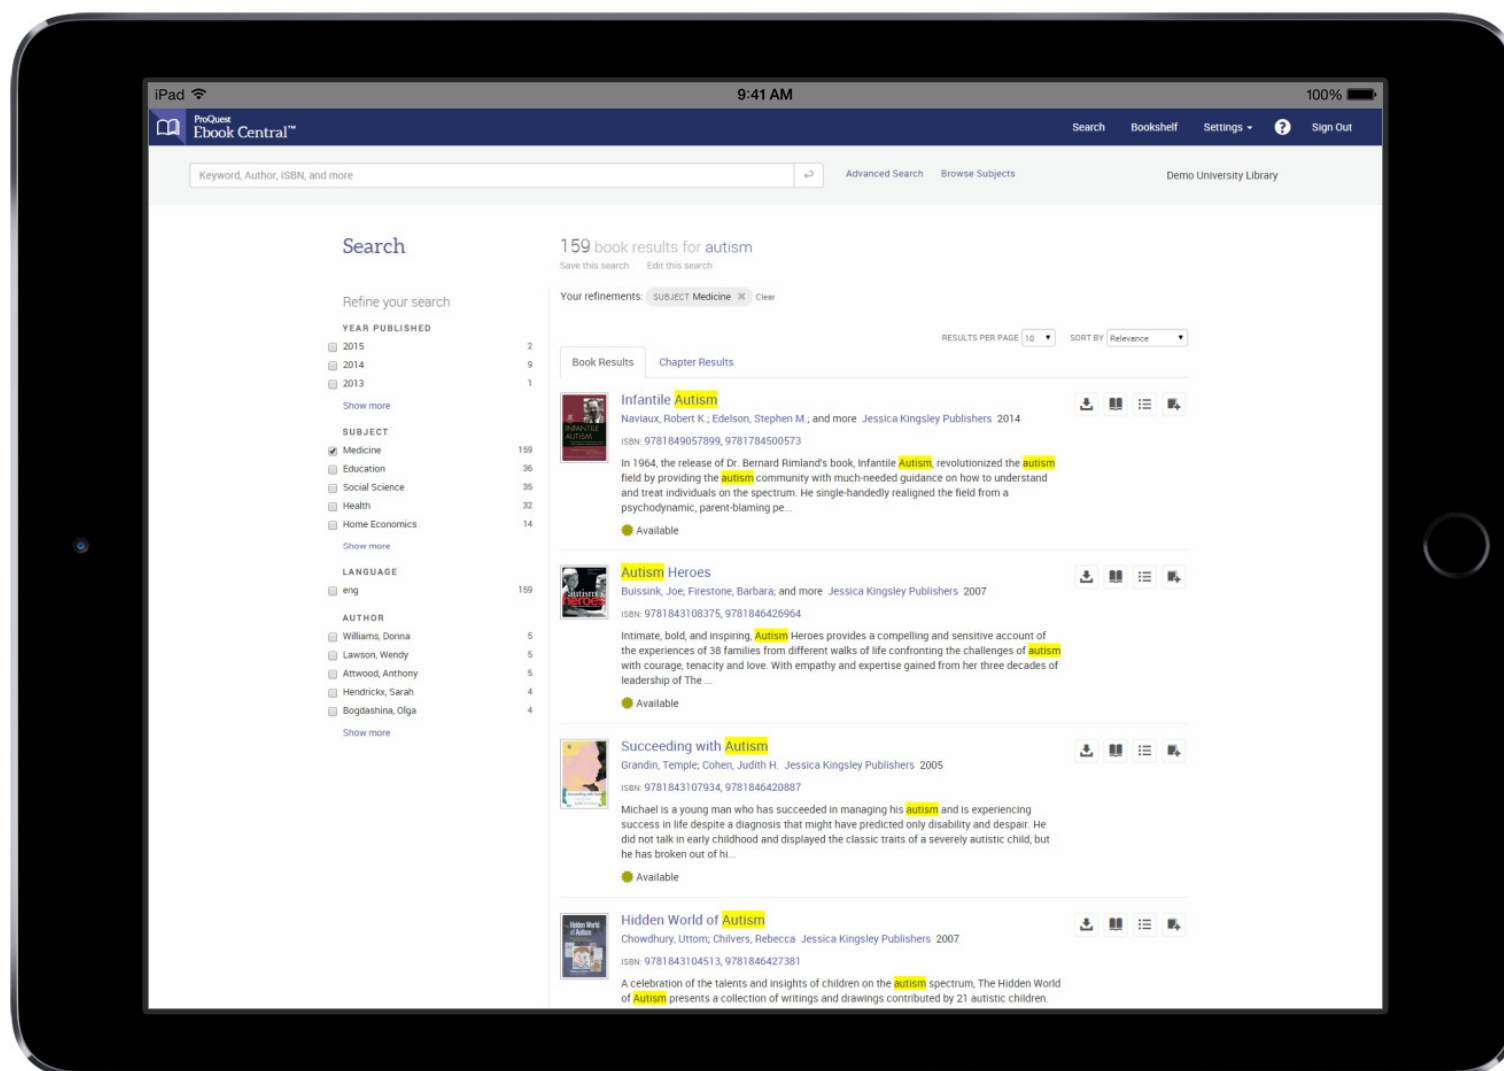 iPad 9:41 AM 100%
ProQuest
Ebook Central™
Search Bookshelf Settings ? Sign Out
Keyword, Author, ISBN, and more
Advanced Search Browse Subjects
Demo University Library
Search
Refine your search
YEAR PUBLISHED
2015 2
2014 9
2013 1
Show more
SUBJECT
Medicine 159
Education 36
Social Science 35
Health 32
Home Economics 14
Show more
LANGUAGE
eng 159
AUTHOR
Williams, Donna 5
Lawson, Wendy 5
Attwood, Anthony 5
Hendrickx, Sarah 4
Bogdashina, Olga 4
Show more
159 book results for autism
Save this search Edit this search
Your refinements: SUBJECT Medicine Clear
RESULTS PER PAGE 10 SORT BY Relevance
Book Results Chapter Results
INFANTILE
AUTISM
Infantile Autism
Naviaux, Robert K.; Edelson, Stephen M.; and more Jessica Kingsley Publishers 2014
ISBN: 9781849057899, 9781784500573
In 1964, the release of Dr. Bernard Rimland's book, Infantile Autism, revolutionized the autism
field by providing the autism community with much-needed guidance on how to understand
and treat individuals on the spectrum. He single-handedly realigned the field from a
psychodynamic, parent-blaming pe...
Available
autism
heroes
Autism Heroes
Buissink, Joe; Firestone, Barbara; and more Jessica Kingsley Publishers 2007
ISBN: 9781843108375, 9781846426964
Intimate, bold, and inspiring, Autism Heroes provides a compelling and sensitive account of
the experiences of 38 families from different walks of life confronting the challenges of autism
with courage, tenacity and love. With empathy and expertise gained from her three decades of
leadership of The ...
Available
Succeeding with Autism
Grandin, Temple; Cohen, Judith H. Jessica Kingsley Publishers 2005
ISBN: 9781843107934, 9781846420887
Michael is a young man who has succeeded in managing his autism and is experiencing
success in life despite a diagnosis that might have predicted only disability and despair. He
did not talk in early childhood and displayed the classic traits of a severely autistic child, but
he has broken out of hi...
Available
Hidden World
of Autism
Hidden World of Autism
Chowdhury, Uttom; Chilvers, Rebecca Jessica Kingsley Publishers 2007
ISBN: 9781843104513, 9781846427381
A celebration of the talents and insights of children on the autism spectrum, The Hidden World
of Autism presents a collection of writings and drawings contributed by 21 autistic children.